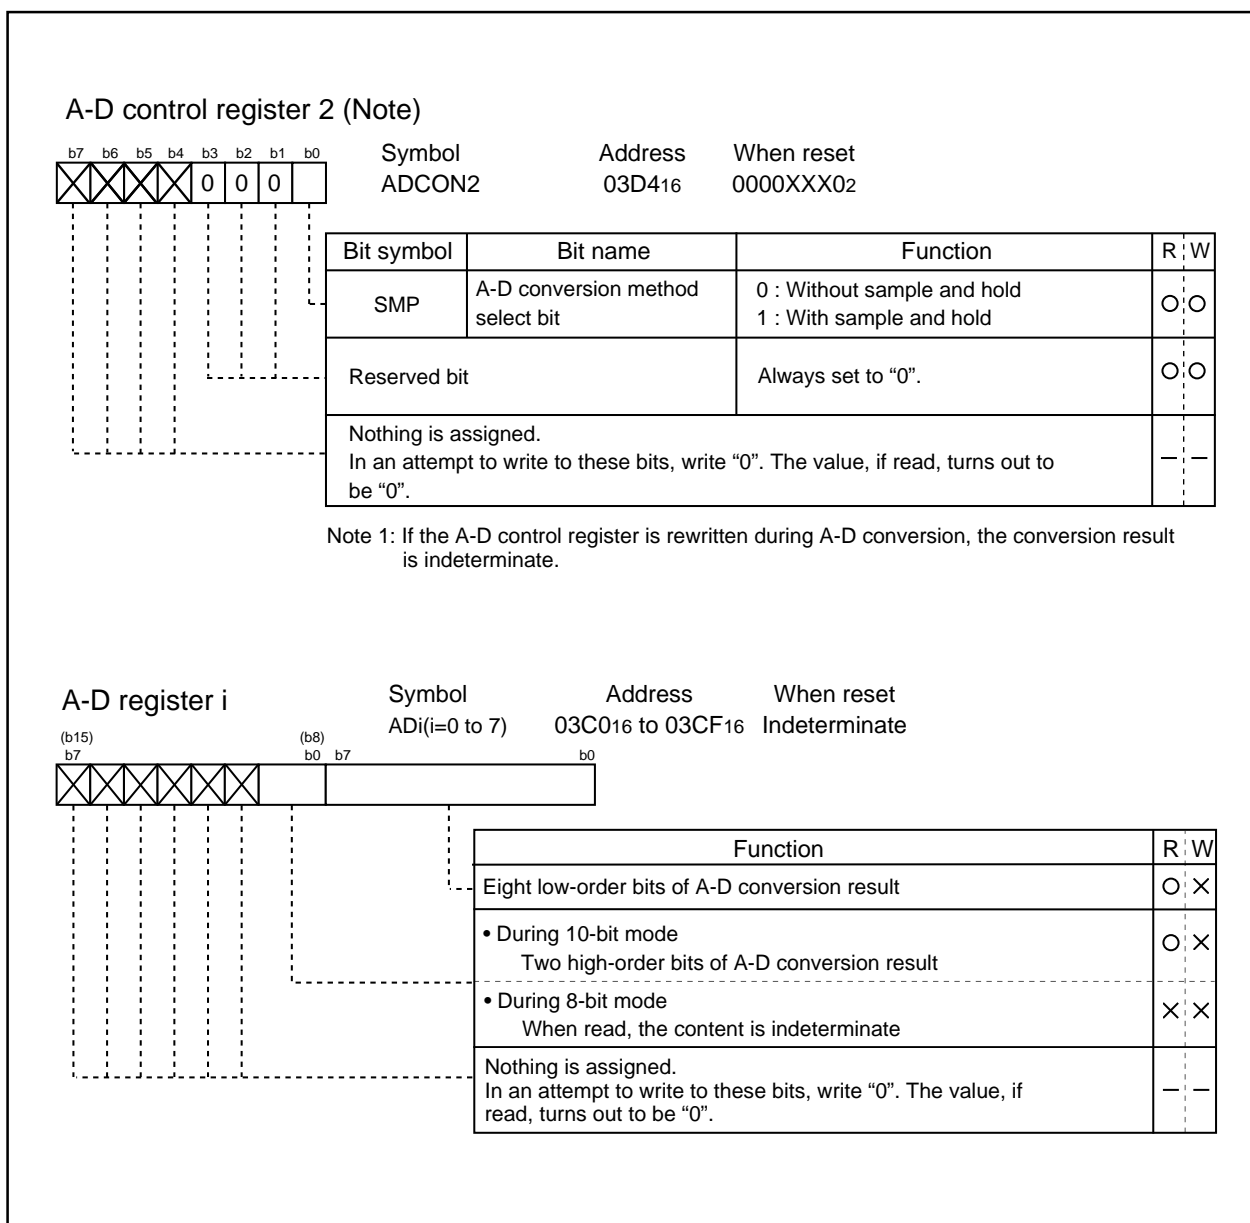 A-D control register 2 (Note)
b7 b6 b5 b4 b3 b2 b1 b0
0 0 0
Symbol Address When reset
ADCON2 03D416 0000XXX02
Bit symbol Bit name Function R W
SMP
A-D conversion method
select bit
0 : Without sample and hold
1 : With sample and hold
Reserved bit Always set to “0”.
Nothing is assigned.
In an attempt to write to these bits, write “0”. The value, if read, turns out to
be “0”.
Note 1: If the A-D control register is rewritten during A-D conversion, the conversion result
is indeterminate.
A-D register i
Symbol Address When reset
ADi(i=0 to 7) 03C016 to 03CF16 Indeterminate
(b15) (b8)
b7 b0 b7 b0
Function R W
Eight low-order bits of A-D conversion result
• During 10-bit mode
Two high-order bits of A-D conversion result
• During 8-bit mode
When read, the content is indeterminate
Nothing is assigned.
In an attempt to write to these bits, write “0”. The value, if
read, turns out to be “0”.